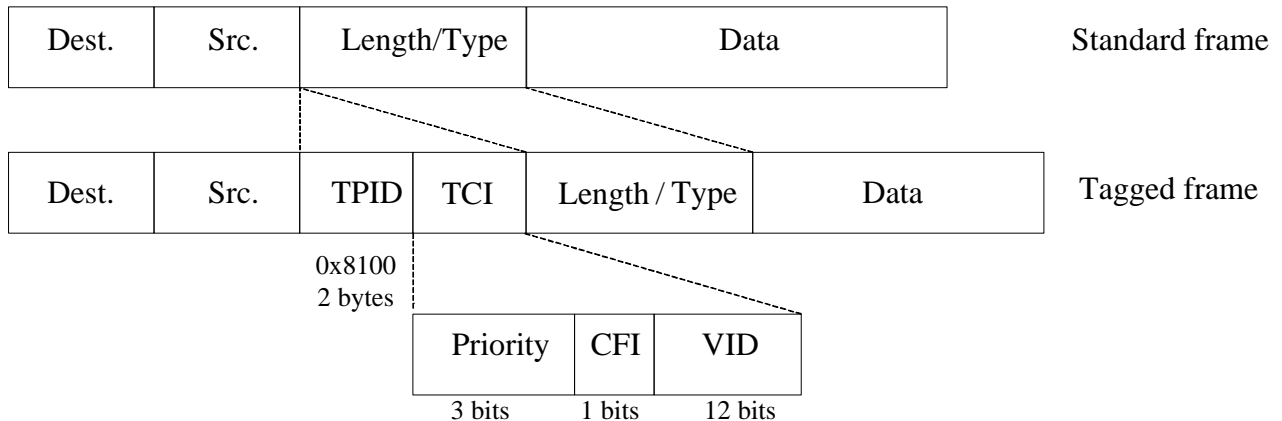 Dest. Src. Length/Type Data Standard frame
Dest. Src. TPID TCI Length / Type Data Tagged frame
0x8100
2 bytes
Priority CFI VID
3 bits 1 bits 12 bits